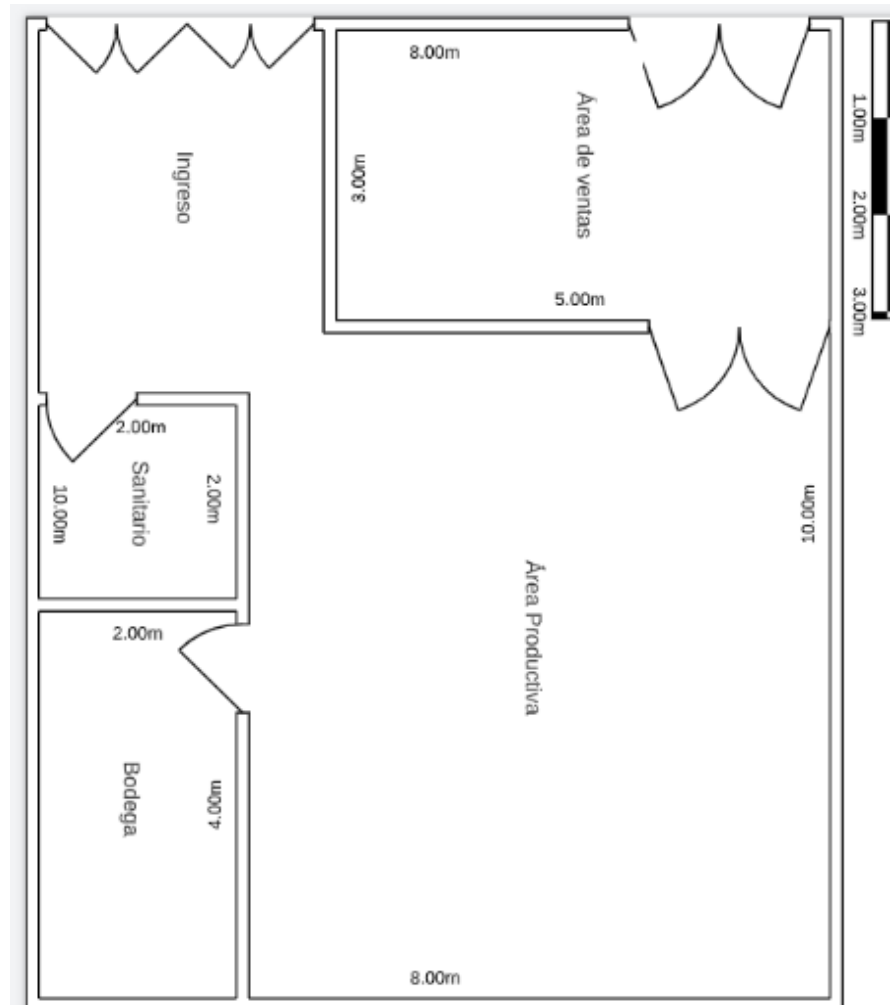 8.00m
Área de ventas
1.00m
Ingreso
3.00m
2.00m
5.00m
3.00m
2.00m
Sanitario
2.00m
10.00m
10.00m
Área Productiva
2.00m
Bodega
4.00m
8.00m